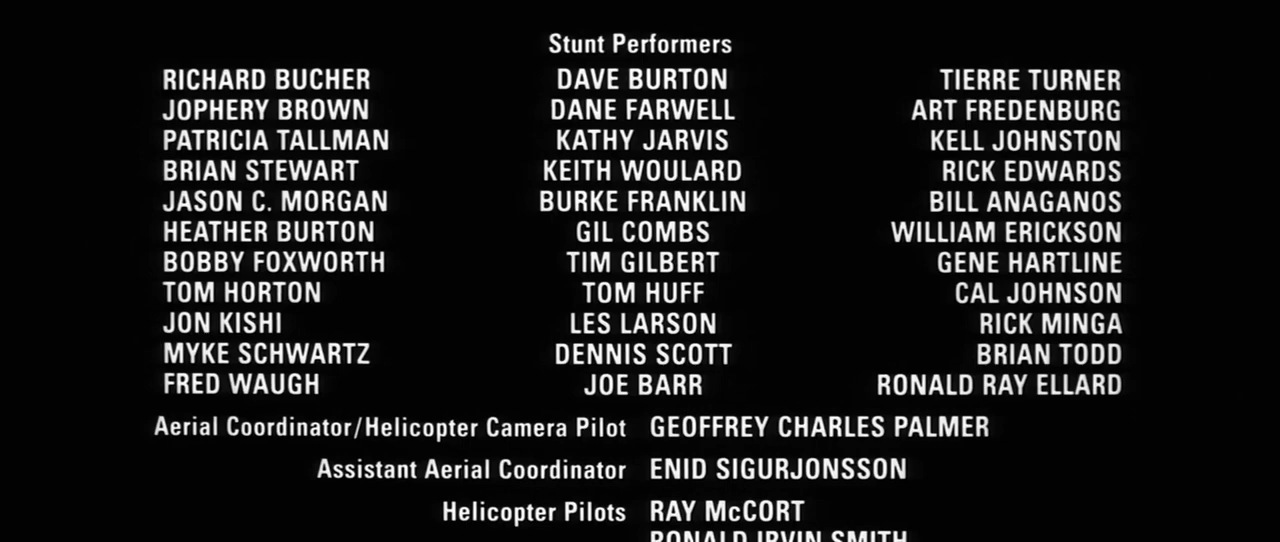 Stunt Performers
RICHARD BUCHER DAVE BURTON TIERRE TURNER
JOPHERY BROWN DANE FARWELL ART FREDENBURG
PATRICIA TALLMAN KATHY JARVIS KELL JOHNSTON
BRIAN STEWART KEITH WOULARD RICK EDWARDS
JASON C. MORGAN BURKE FRANKLIN BILL ANAGANOS
HEATHER BURTON GIL COMBS WILLIAM ERICKSON
BOBBY FOXWORTH TIM GILBERT GENE HARTLINE
TOM HORTON TOM HUFF CAL JOHNSON
JON KISHI LES LARSON RICK MINGA
MYKE SCHWARTZ DENNIS SCOTT BRIAN TODD
FRED WAUGH JOE BARR RONALD RAY ELLARD
Aerial Coordinator/Helicopter Camera Pilot GEOFFREY CHARLES PALMER
Assistant Aerial Coordinator ENID SIGURJONSSON
Helicopter Pilots RAY McCORT
RONALD IRVIN SMITH